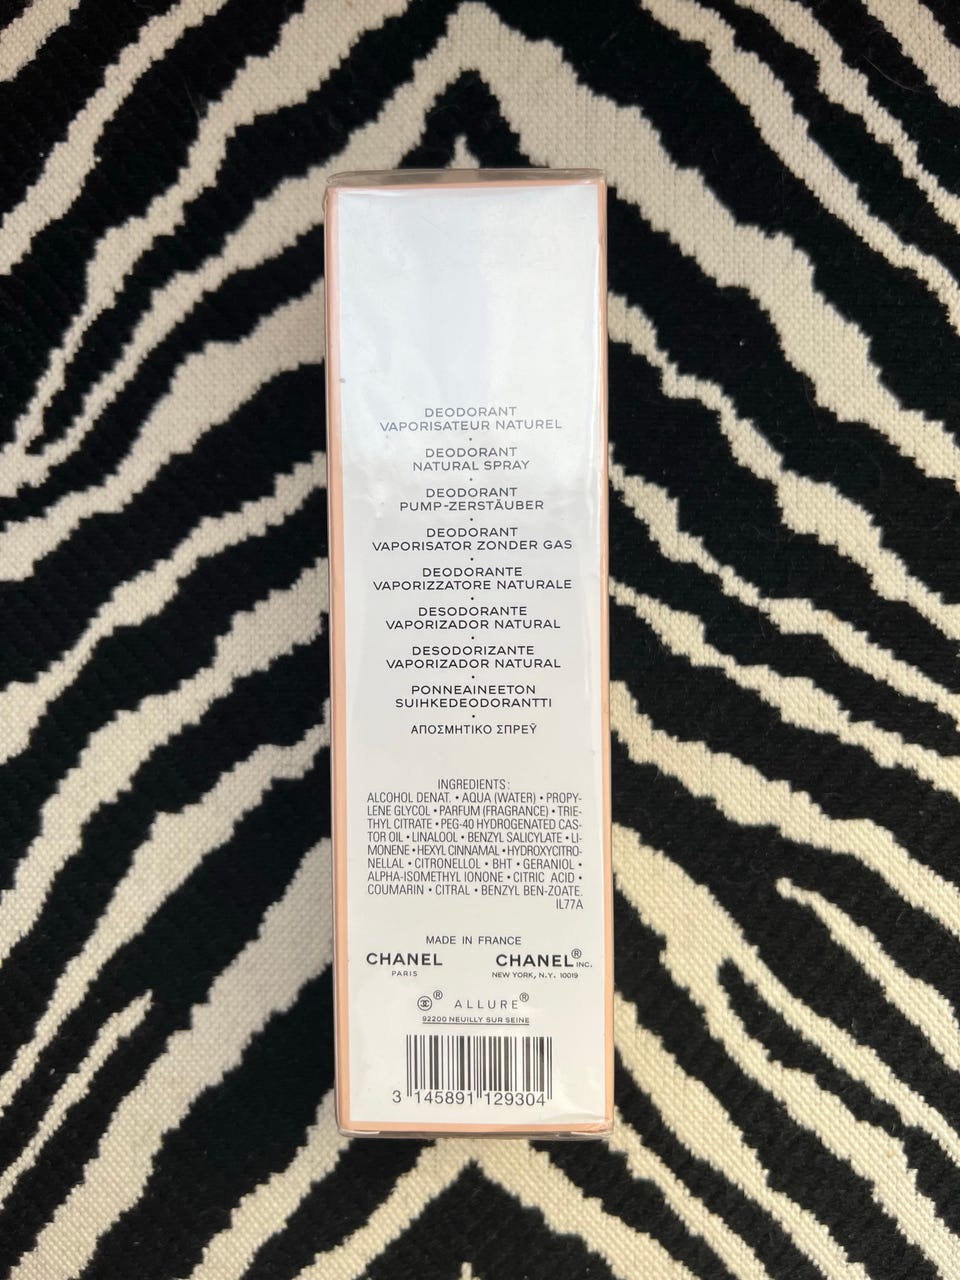 DEODORANT
VAPORISATEUR NATUREL
•
DEODORANT
NATURAL SPRAY
•
DEODORANT
PUMP-ZERSTÄUBER
•
DEODORANT
VAPORISATOR ZONDER GAS
•
DEODORANTE
VAPORIZZATORE NATURALE
•
DESODORANTE
VAPORIZADOR NATURAL
•
DESODORIZANTE
VAPORIZADOR NATURAL
•
PONNEAINEETON
SUIHKEDEODORANTTI
•
ΑΠΟΣΜΗΤΙΚΟ ΣΠΡΕΫ
INGREDIENTS:
ALCOHOL DENAT. • AQUA (WATER) • PROPY-
LENE GLYCOL • PARFUM (FRAGRANCE) • TRIE-
THYL CITRATE • PEG-40 HYDROGENATED CAS-
TOR OIL • LINALOOL • BENZYL SALICYLATE • LI-
MONENE • HEXYL CINNAMAL • HYDROXYCITRO-
NELLAL • CITRONELLOL • BHT • GERANIOL •
ALPHA-ISOMETHYL IONONE • CITRIC ACID •
COUMARIN • CITRAL • BENZYL BEN-ZOATE.
IL77A
MADE IN FRANCE
CHANEL CHANEL® INC.
PARIS NEW YORK, N.Y. 10019
® ALLURE®
92200 NEUILLY SUR SEINE
3 145891 129304